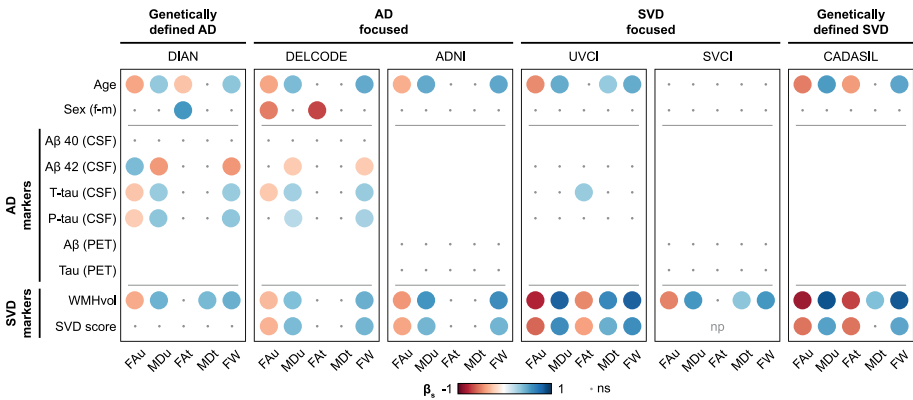 Genetically
defined AD
AD
focused
SVD
focused
Genetically
defined SVD
DIAN
DELCODE
ADNI
UVCI
SVCI
CADASIL
Age
Sex (f-m)
AD
markers
Aβ 40 (CSF)
Aβ 42 (CSF)
T-tau (CSF)
P-tau (CSF)
Aβ (PET)
Tau (PET)
SVD
markers
WMHvol
SVD score
np
FAu MDu FAt MDt FW FAu MDu FAt MDt FW FAu MDu FAt MDt FW FAu MDu FAt MDt FW FAu MDu FAt MDt FW FAu MDu FAt MDt FW
βs -1 1 ns